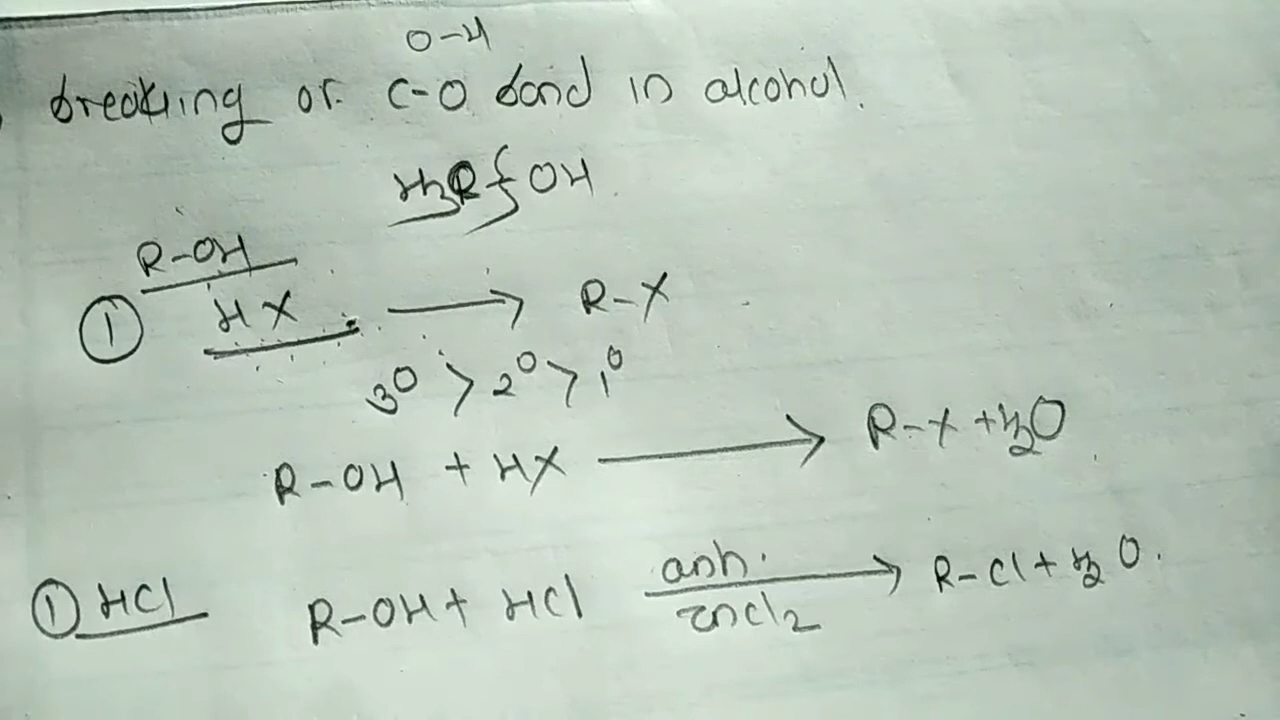 O-H
breaking of C-O bond in alcohol.
R{OH
R-OH
① HX → R-X
3° > 2° > 1°
R-OH + HX → R-X + H₂O
① HCl R-OH + HCl anh. ZnCl₂ → R-Cl + H₂O.